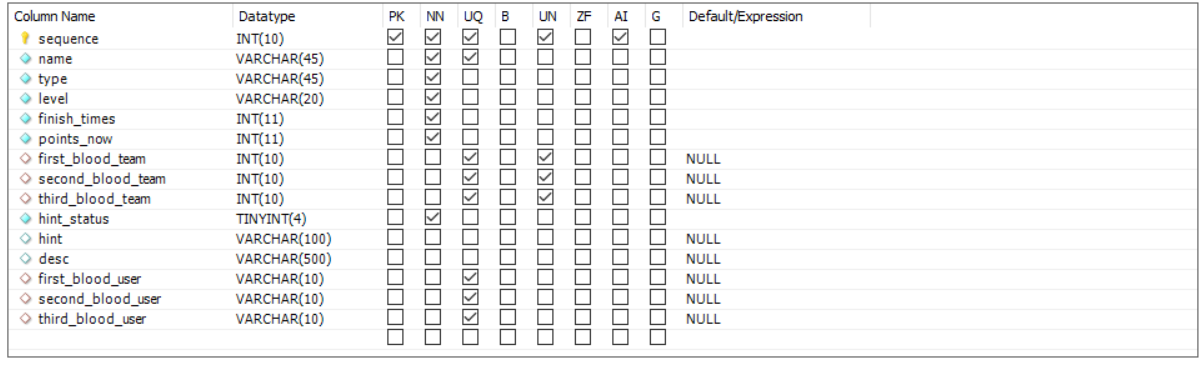 Column Name Datatype PK NN UQ B UN ZF AI G Default/Expression
sequence INT(10)
name VARCHAR(45)
type VARCHAR(45)
level VARCHAR(20)
finish_times INT(11)
points_now INT(11)
first_blood_team INT(10) NULL
second_blood_team INT(10) NULL
third_blood_team INT(10) NULL
hint_status TINYINT(4)
hint VARCHAR(100) NULL
desc VARCHAR(500) NULL
first_blood_user VARCHAR(10) NULL
second_blood_user VARCHAR(10) NULL
third_blood_user VARCHAR(10) NULL